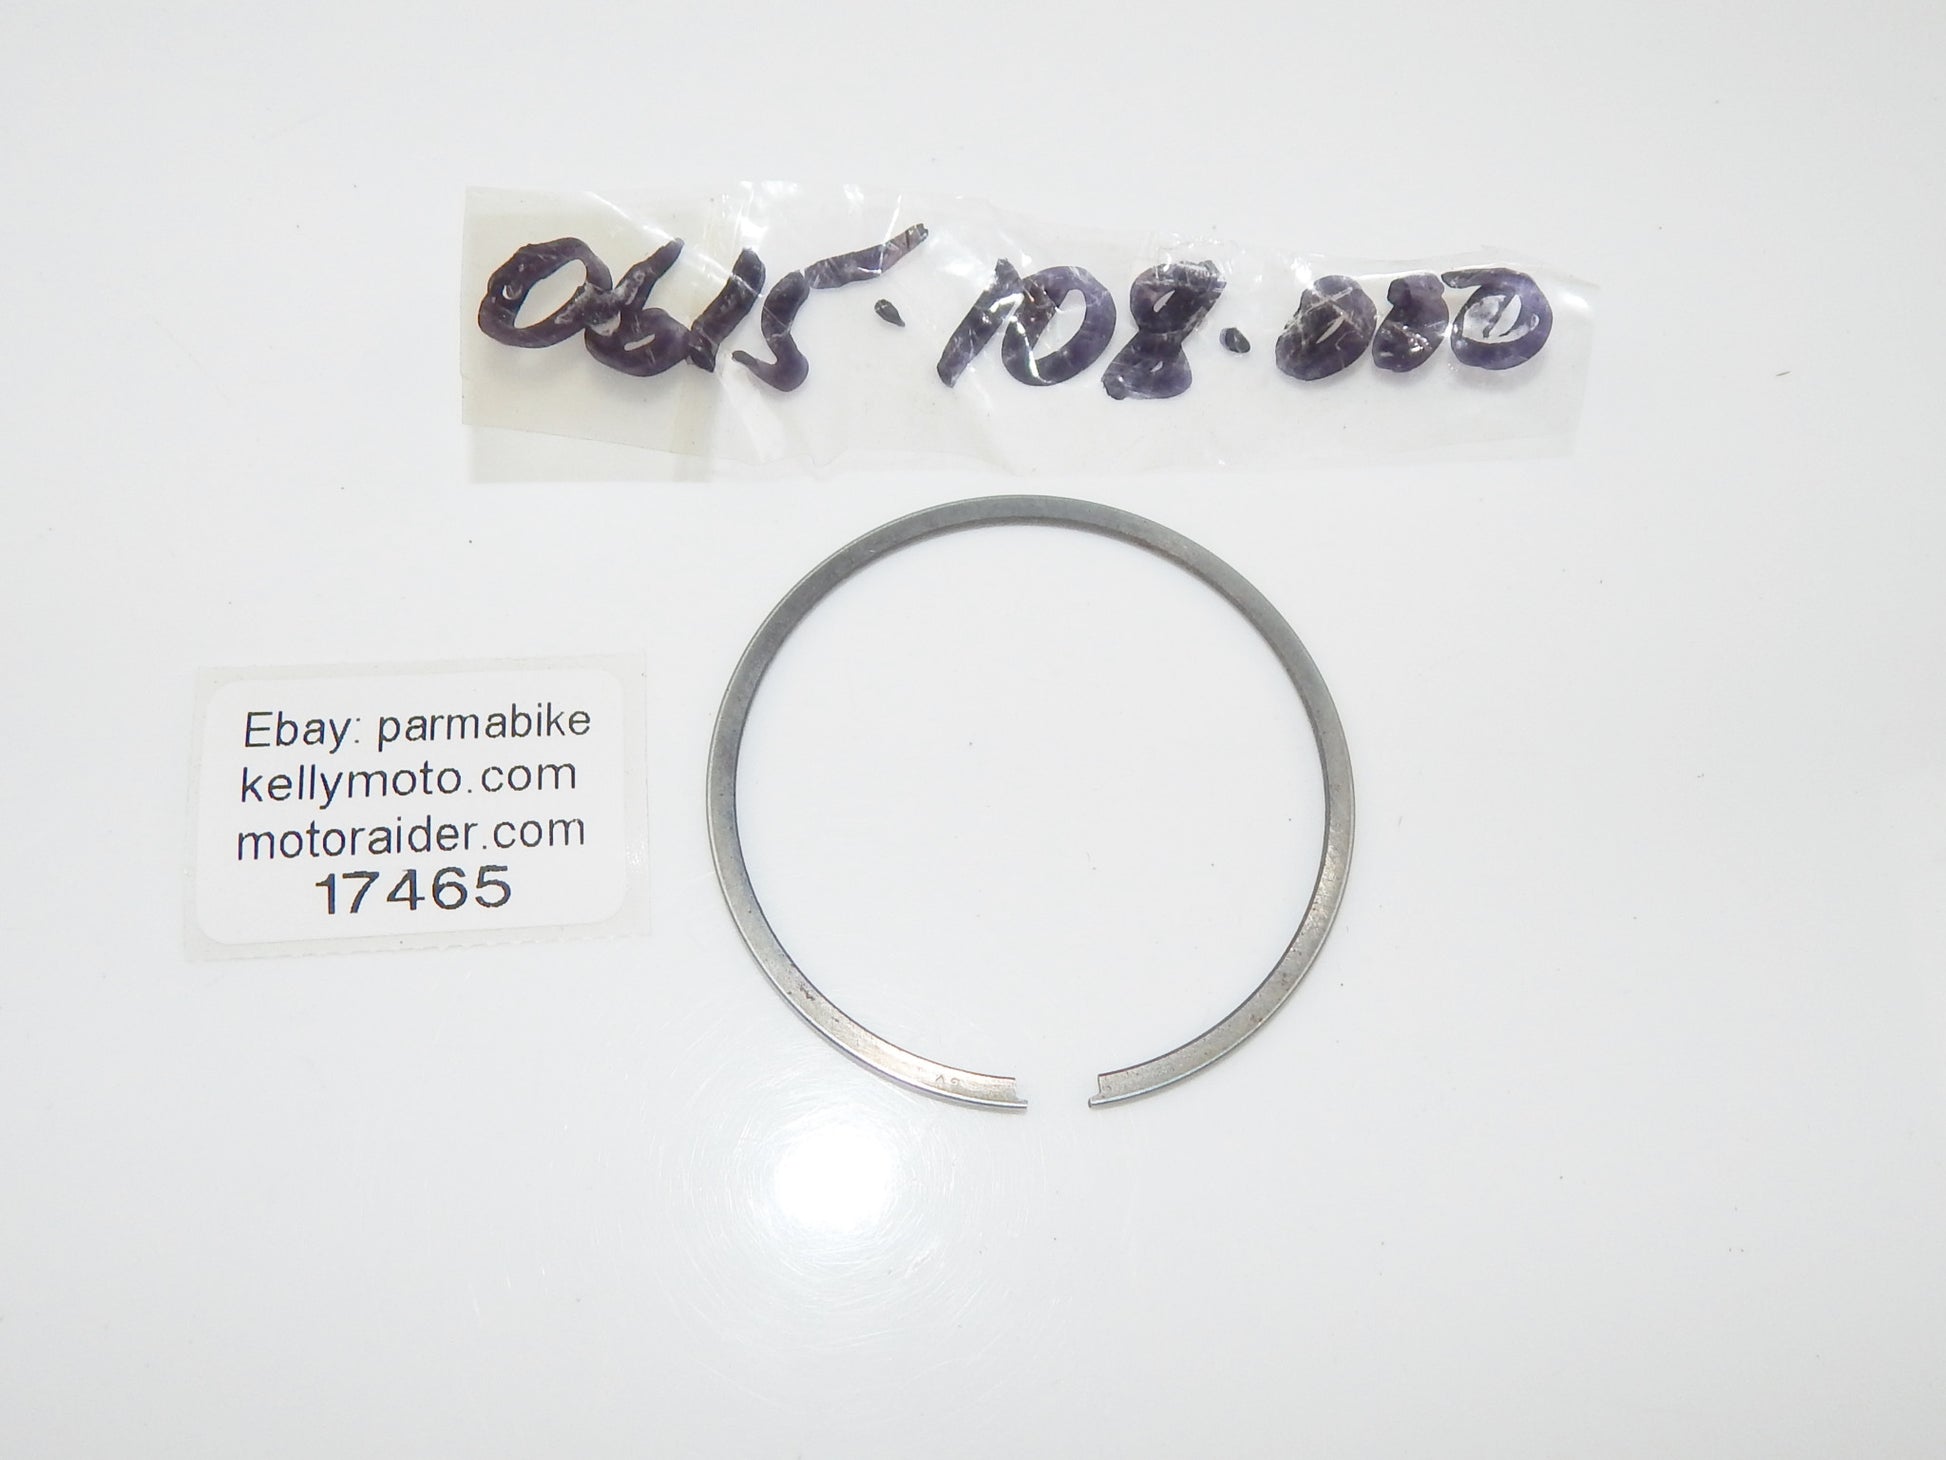 0615.108.000
Ebay: parmabike
kellymoto.com
motoraider.com
17465